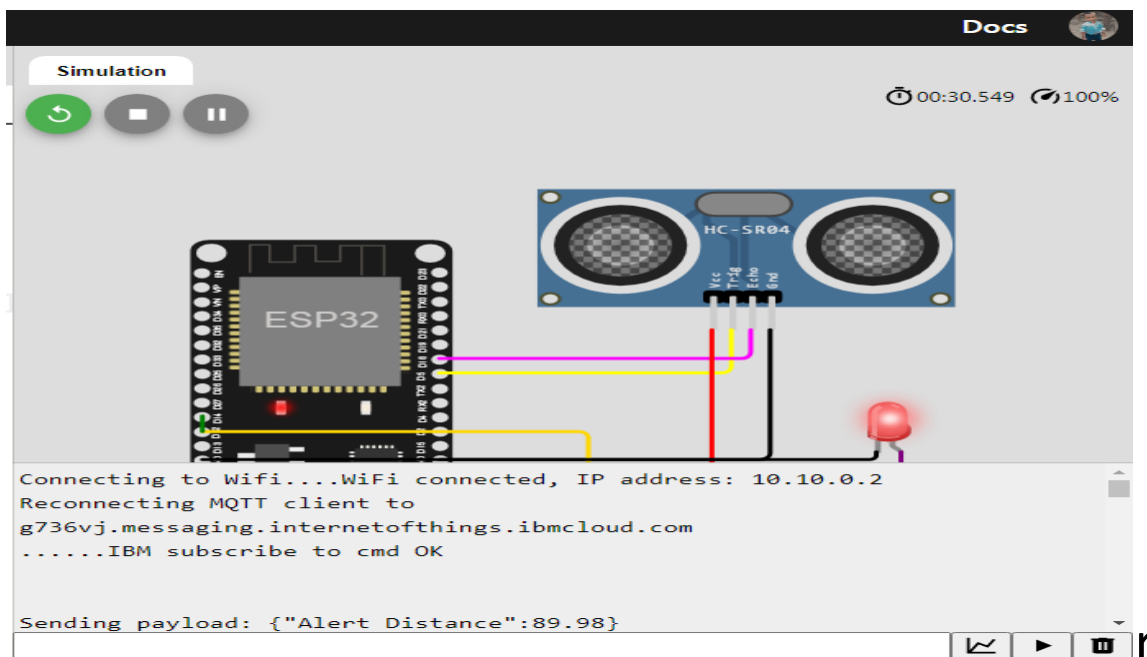 Docs
Simulation
00:30.549 100%
HC-SR04
Vcc Trig Echo Gnd
ESP32
Connecting to Wifi....WiFi connected, IP address: 10.10.0.2
Reconnecting MQTT client to
g736vj.messaging.internetofthings.ibmcloud.com
......IBM subscribe to cmd OK
Sending payload: {"Alert Distance":89.98}